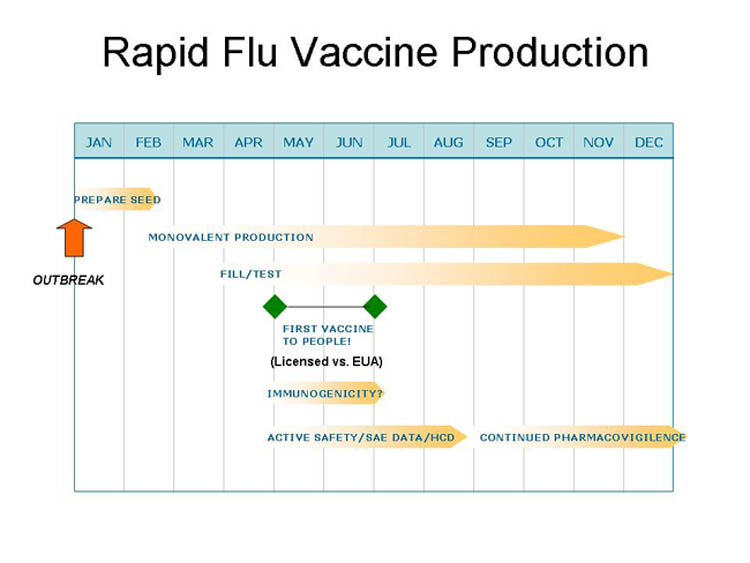 Rapid Flu Vaccine Production
JAN FEB MAR APR MAY JUN JUL AUG SEP OCT NOV DEC
PREPARE SEED
MONOVALENT PRODUCTION
FILL/TEST
OUTBREAK
FIRST VACCINE
TO PEOPLE!
(Licensed vs. EUA)
IMMUNOGENICITY?
ACTIVE SAFETY/SAE DATA/HCD CONTINUED PHARMACOVIGILENCE